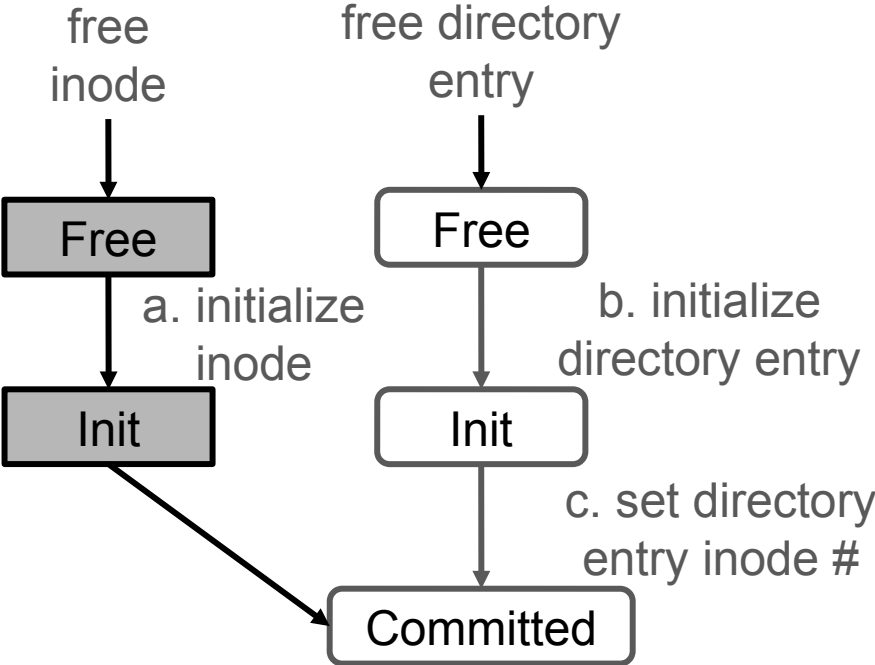 free
inode
free directory
entry
Free
Free
a. initialize
inode
b. initialize
directory entry
Init
Init
c. set directory
entry inode #
Committed